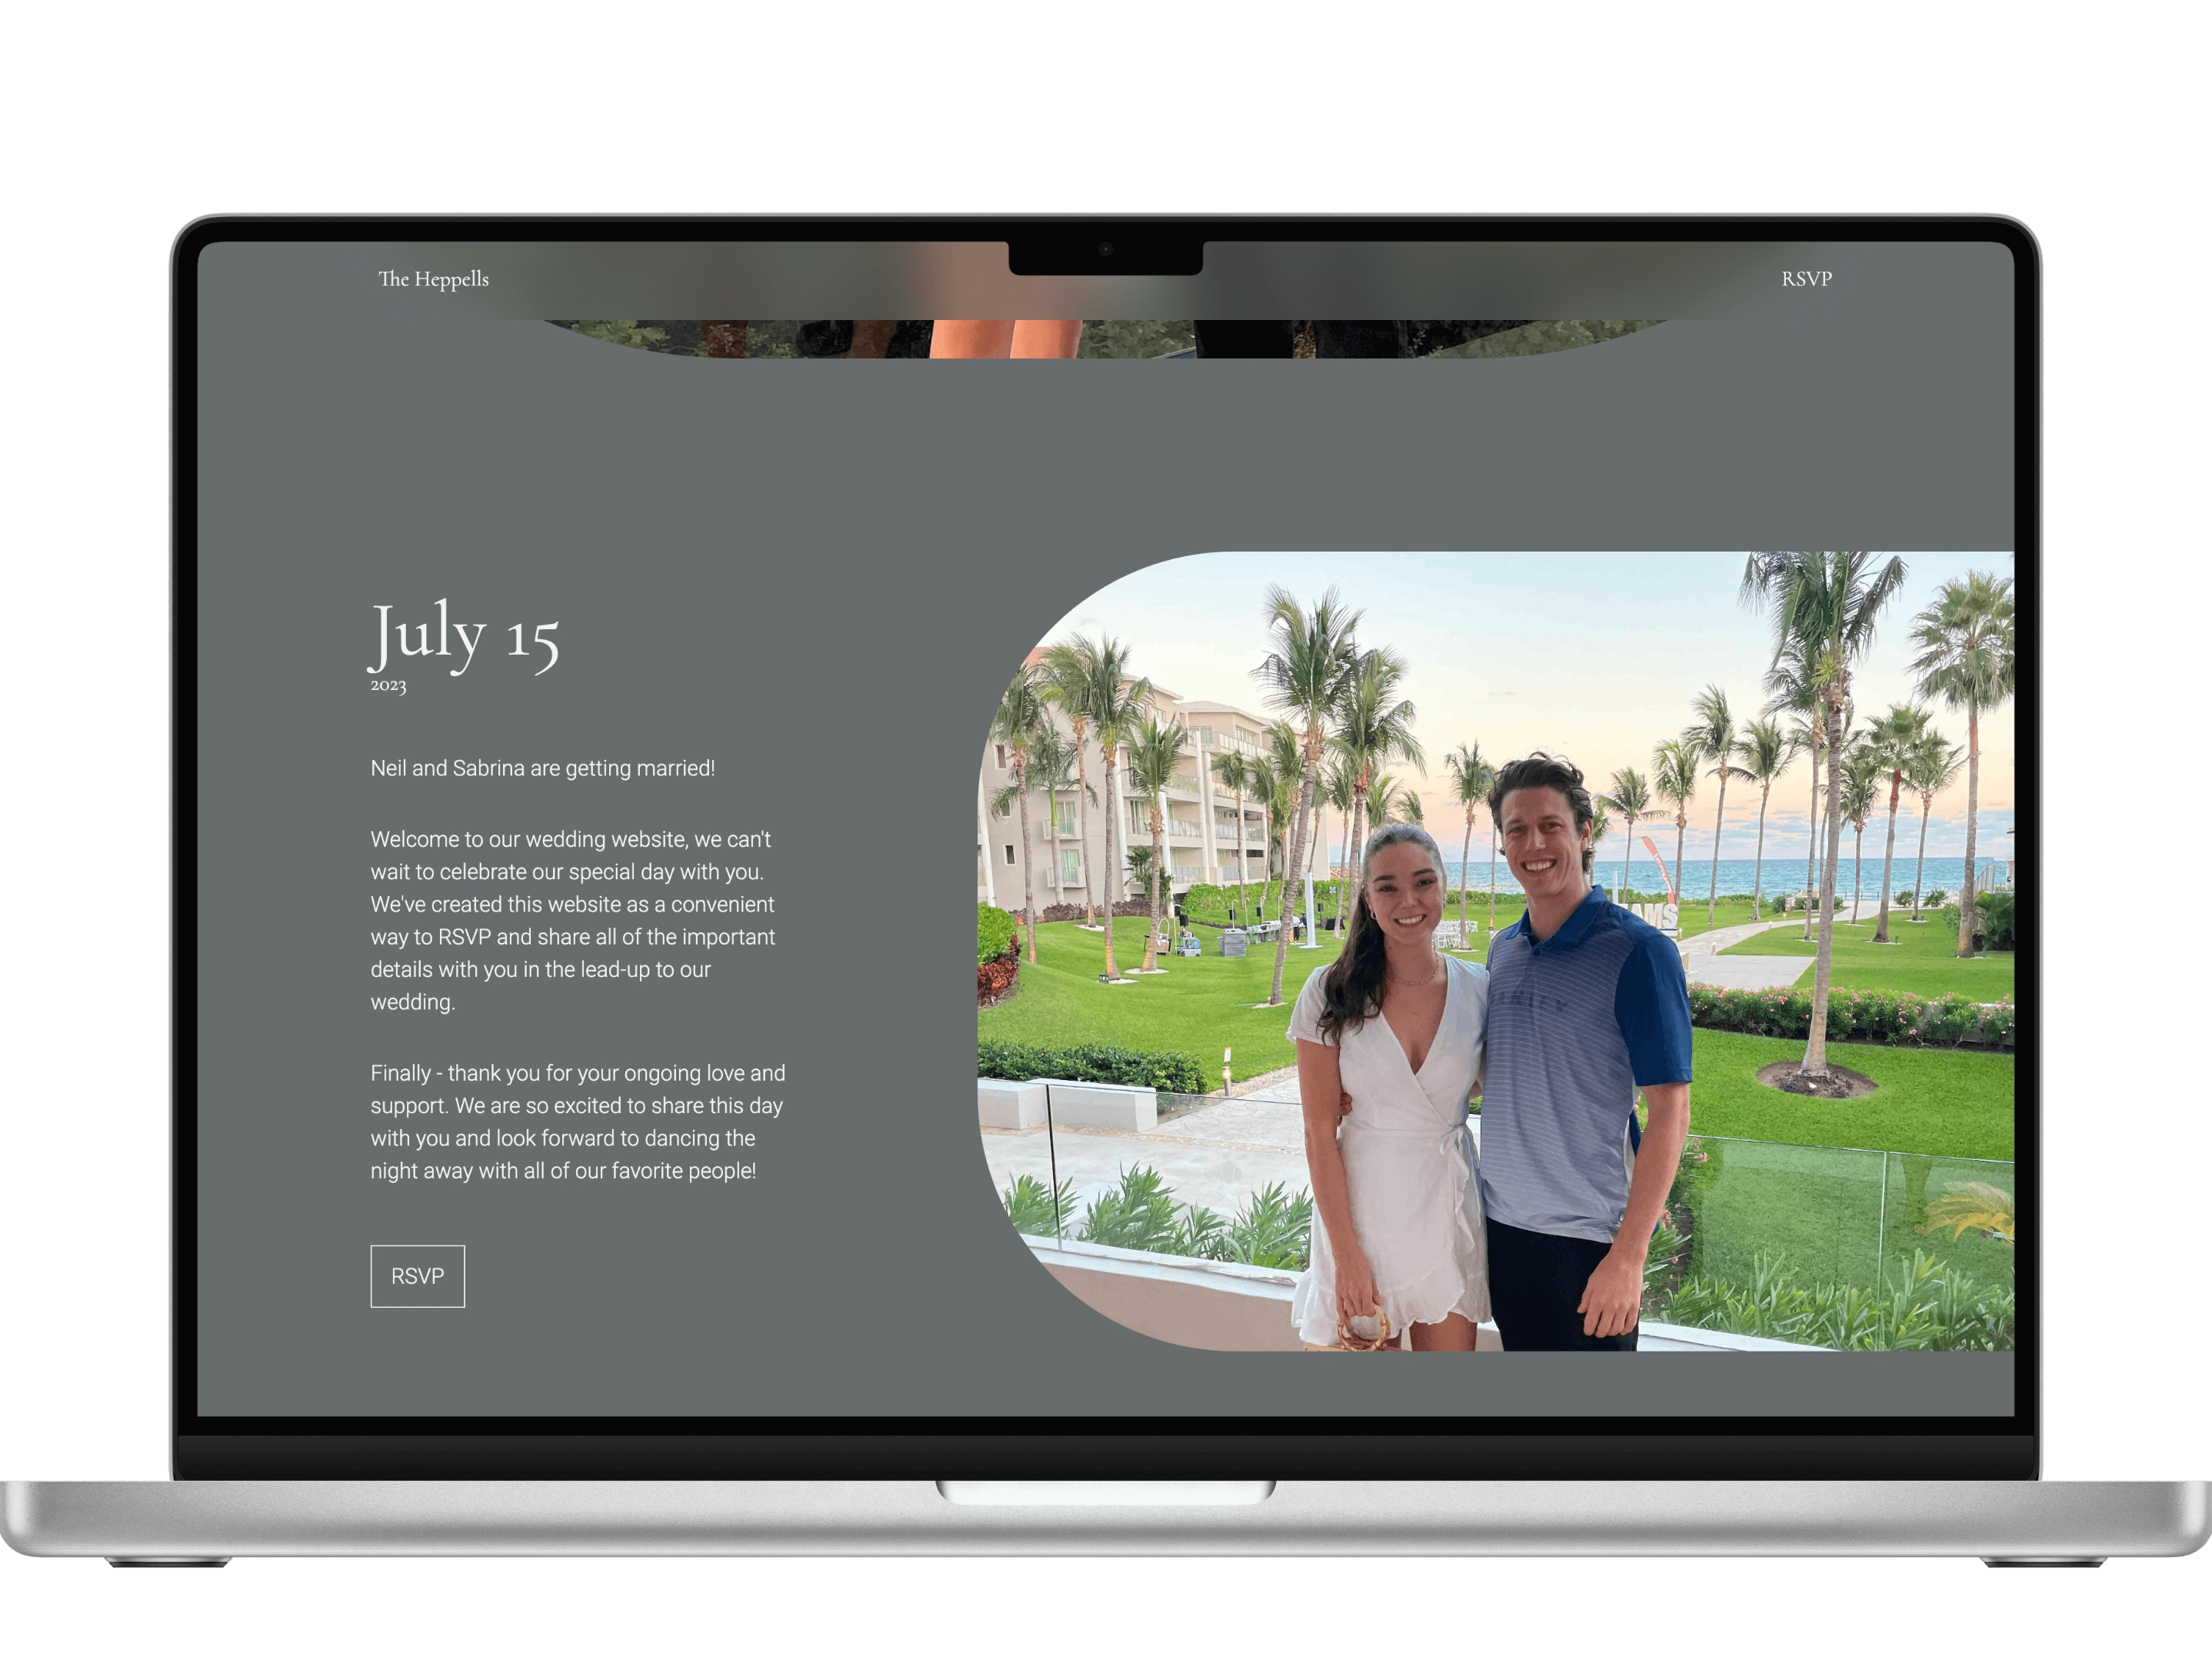 The Heppells
RSVP
July 15
2023
Neil and Sabrina are getting married!
Welcome to our wedding website, we can't
wait to celebrate our special day with you.
We've created this website as a convenient
way to RSVP and share all of the important
details with you in the lead-up to our
wedding.
Finally - thank you for your ongoing love and
support. We are so excited to share this day
with you and look forward to dancing the
night away with all of our favorite people!
RSVP